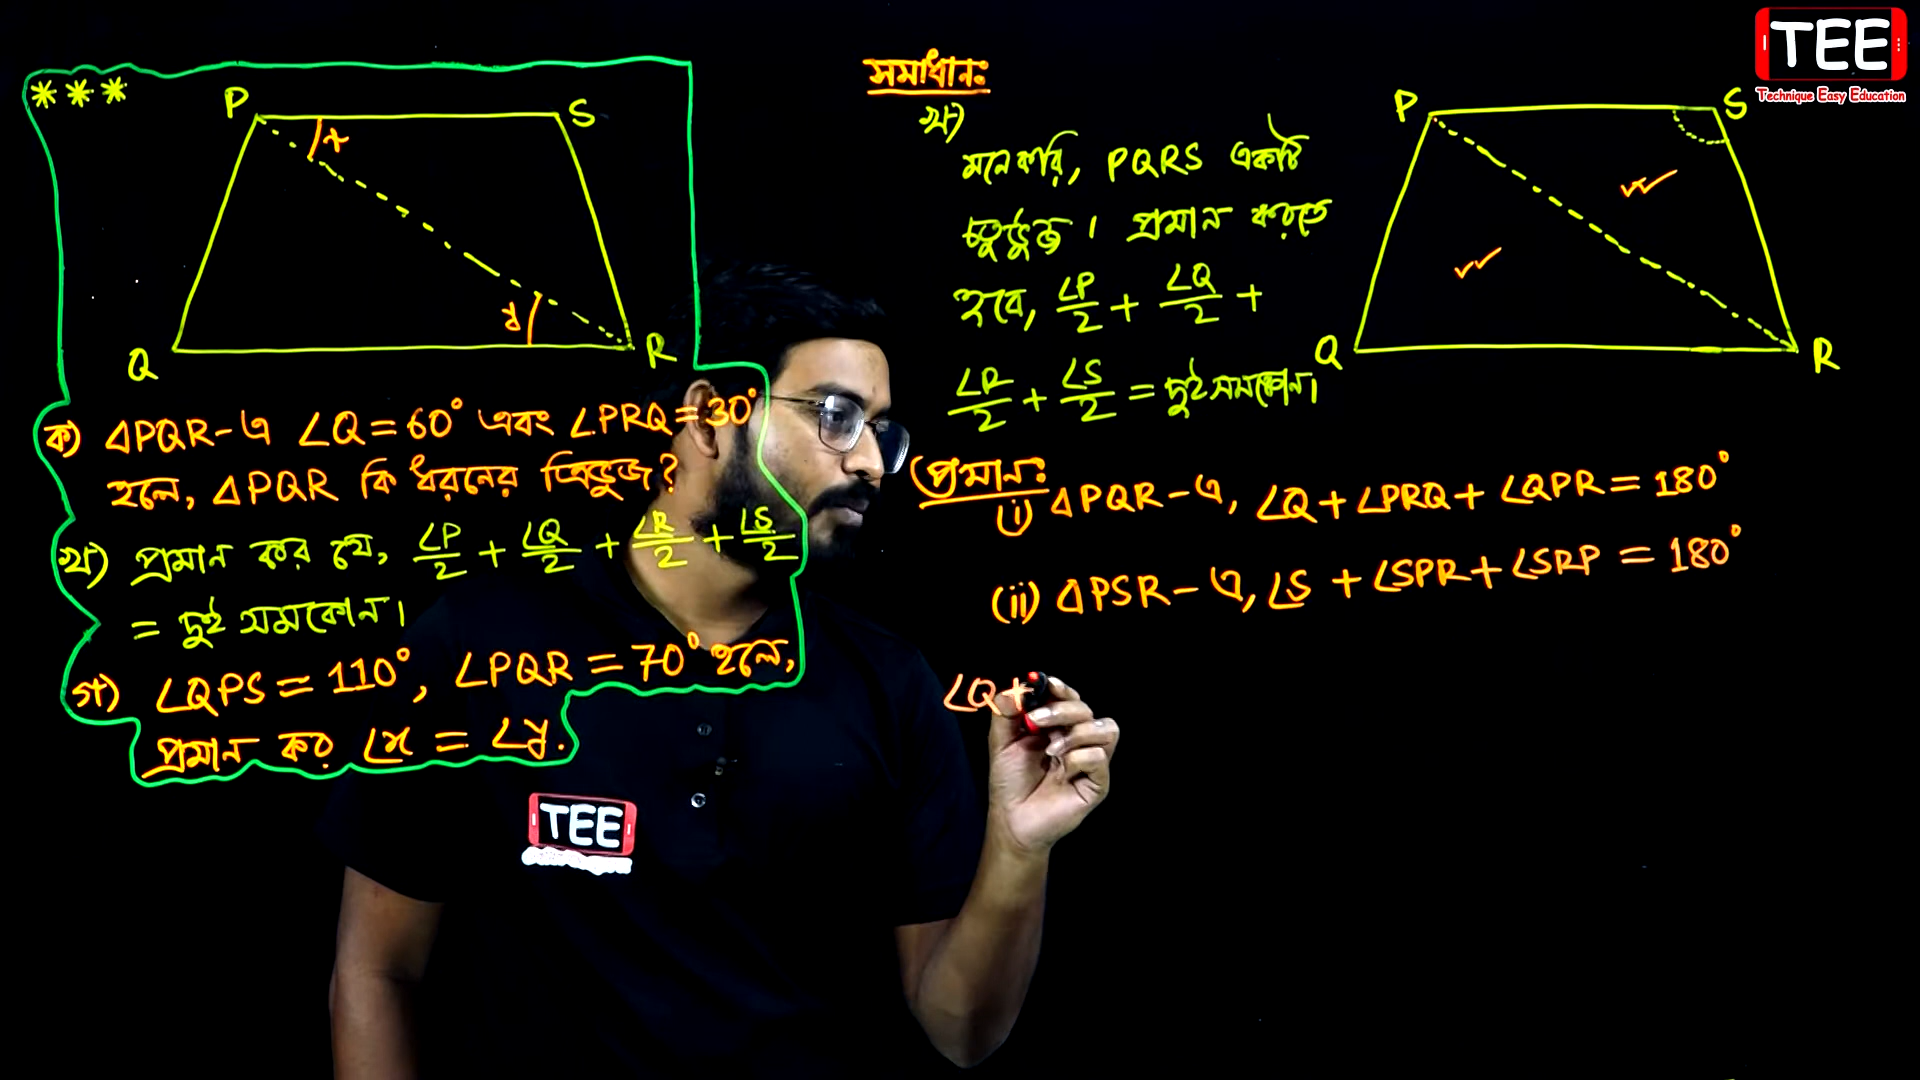 ***
P
S
x
y
Q
R
ক) ΔPQR-এ ∠Q = 60° এবং ∠PRQ = 30°
হলে, ΔPQR কি ধরনের ত্রিভুজ?
খ) প্রমান কর যে, ∠P/2 + ∠Q/2 + ∠R/2 + ∠S/2
= দুই সমকোন।
গ) ∠QPS = 110°, ∠PQR = 70° হলে,
প্রমান কর ∠x = ∠y.
সমাধান:
খ)
মনেকরি, PQRS একটি
চতুর্ভুজ। প্রমান করতে
হবে, ∠P/2 + ∠Q/2 +
∠R/2 + ∠S/2 = দুই সমকোন।
P
S
Q
R
প্রমান:
(i) ΔPQR-এ, ∠Q + ∠PRQ + ∠QPR = 180°
(ii) ΔPSR-এ, ∠S + ∠SPR + ∠SRP = 180°
∠Q +
TEE
Technique Easy Education
TEE